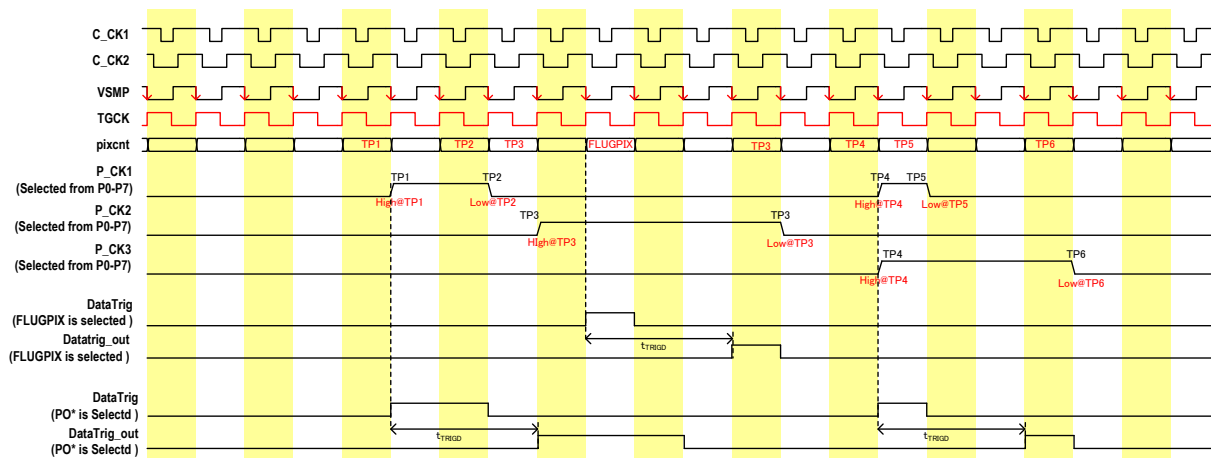 C_CK1
C_CK2
VSMP
TGCK
pixcnt TP1 TP2 TP3 FLUGPIX TP3 TP4 TP5 TP6
P_CK1 TP1 TP2 TP4 TP5
(Selected from P0-P7) High@TP1 Low@TP2 High@TP4 Low@TP5
P_CK2 TP3 TP3
(Selected from P0-P7) HIgh@TP3 Low@TP3
P_CK3 TP4 TP6
(Selected from P0-P7) High@TP4 Low@TP6
DataTrig
(FLUGPIX is selected )
Datatrig_out tTRIGD
(FLUGPIX is selected )
DataTrig
(PO* is Selectd )
DataTrig_out tTRIGD tTRIGD
(PO* is Selectd )